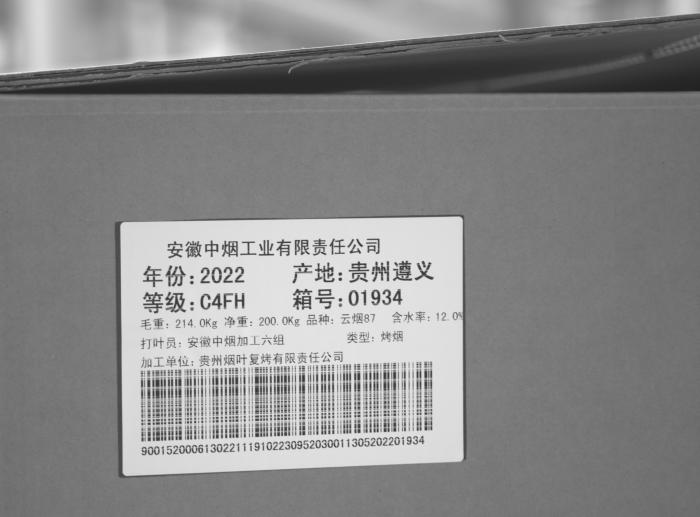 安徽中烟工业有限责任公司
年份:2022 产地:贵州遵义
等级:C4FH 箱号:01934
毛重:214.0Kg 净重:200.0Kg 品种:云烟87 含水率:12.0%
打叶员:安徽中烟加工六组 类型:烤烟
加工单位:贵州烟叶复烤有限责任公司
9001520006130221119102230952030011305202201934